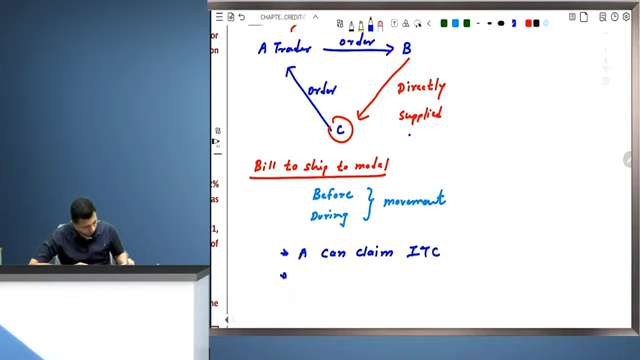 CHAPTE..CREDIT
A Trader order B
order
Directly
supplied
C
Bill to ship to model
Before
During
movement
→ A can claim ITC